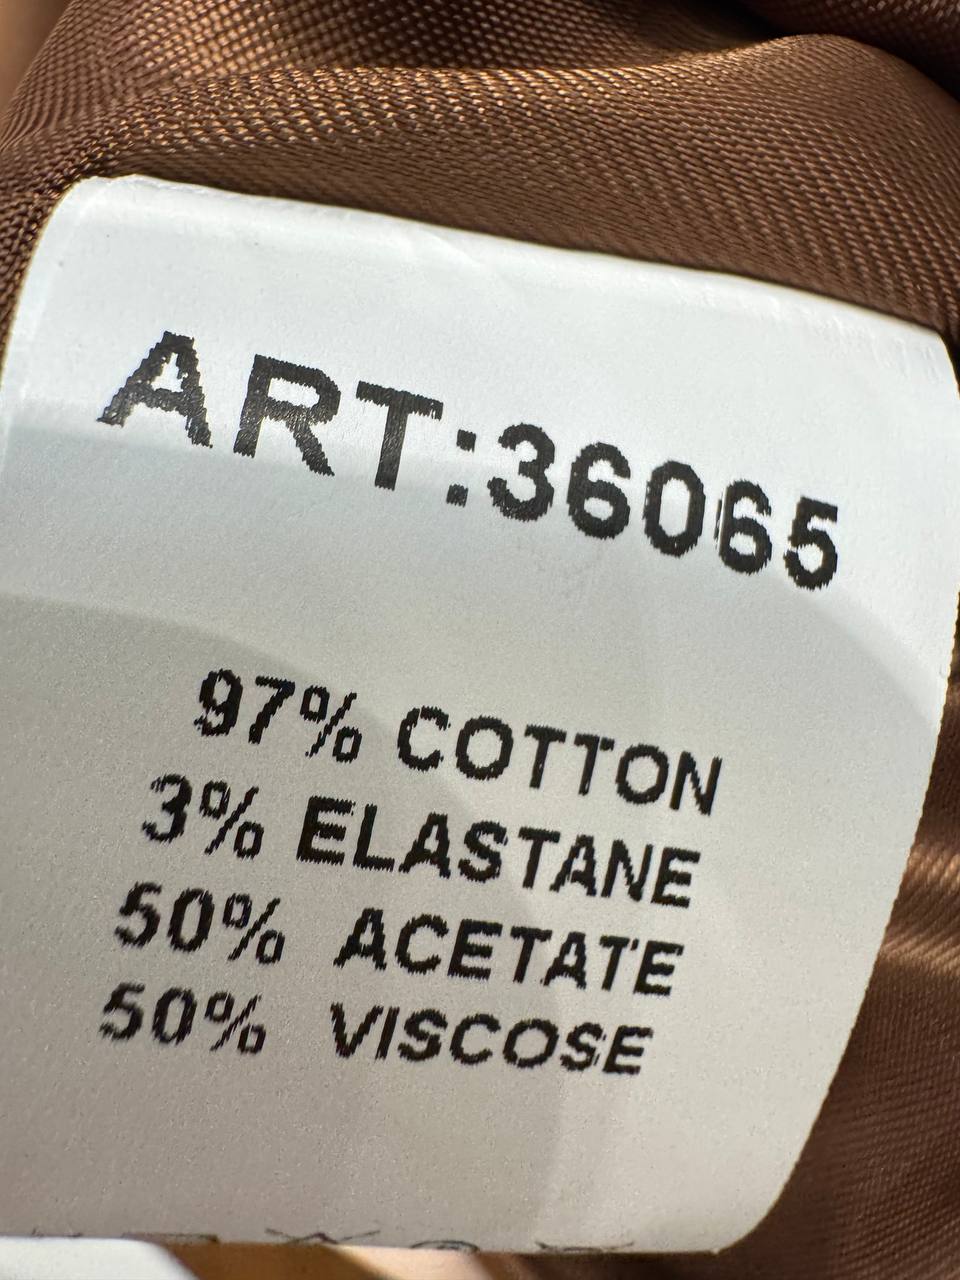 ART:36065
97% COTTON
3% ELASTANE
50% ACETATE
50% VISCOSE